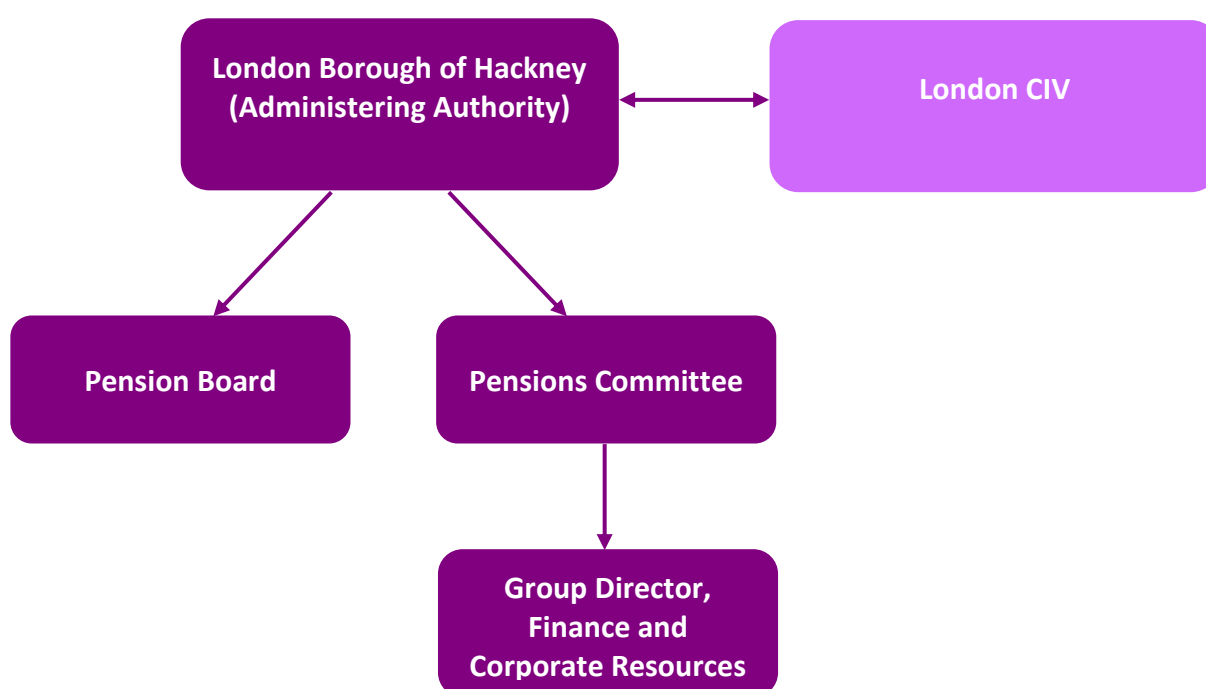 London Borough of Hackney
(Administering Authority)
London CIV
Pension Board
Pensions Committee
Group Director,
Finance and
Corporate Resources